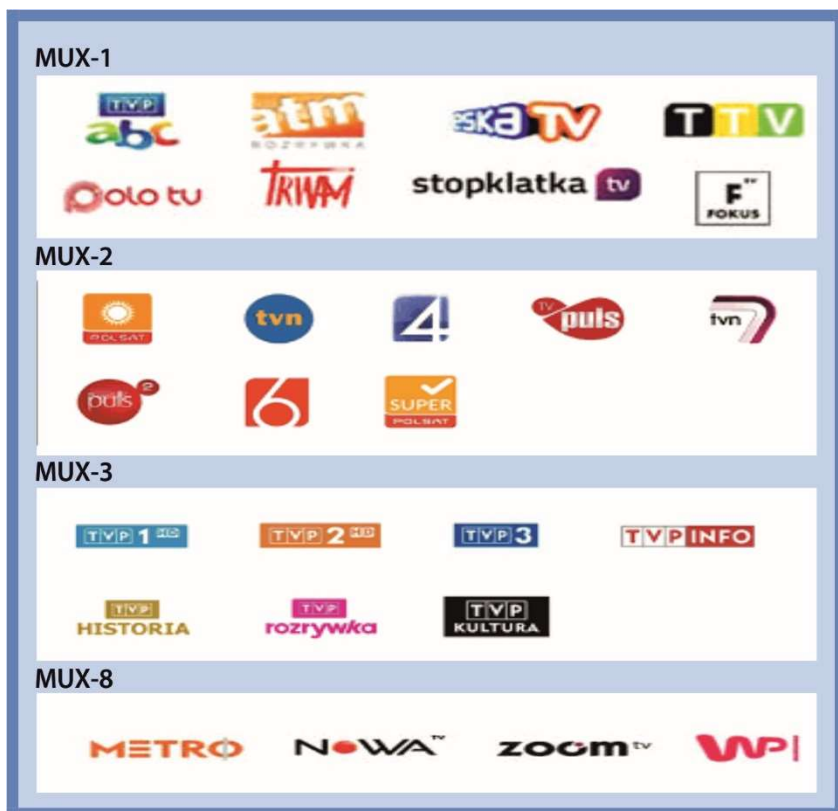 MUX-1
TVP abc
atm ROZRYWKA
eska TV
TTV
Polo tv
TRWAM
stopklatka tv
F TV FOKUS
MUX-2
POLSAT
tvn
4
TV puls
tvn 7
puls 2
6
SUPER POLSAT
MUX-3
TVP 1 HD
TVP 2 HD
TVP 3
TVP INFO
TVP HISTORIA
TVP rozrywka
TVP KULTURA
MUX-8
METRO
NOWA TV
ZOOM TV
WP